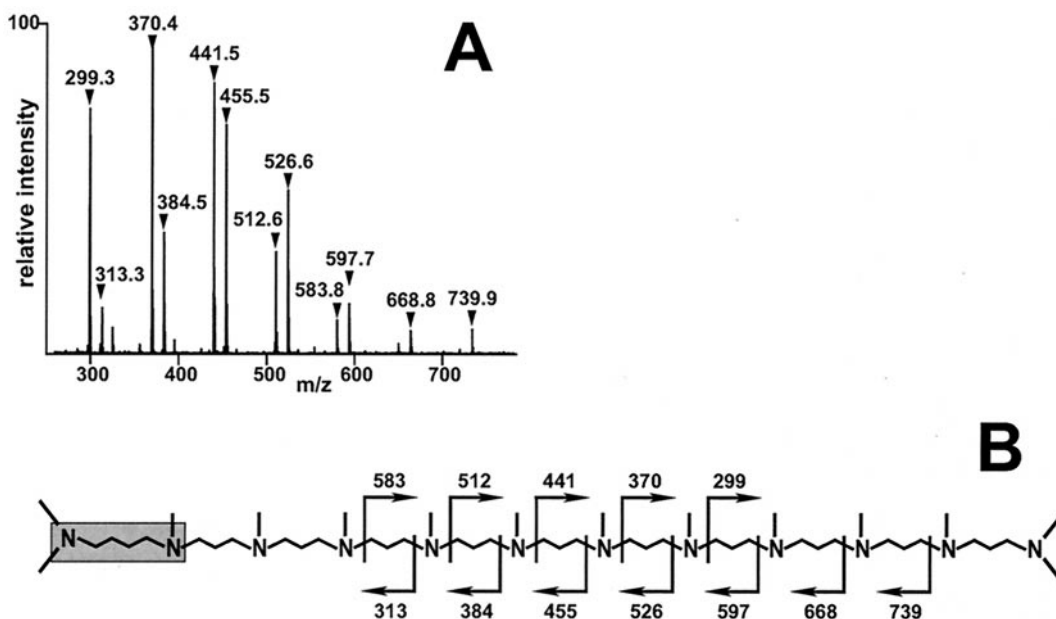 100
370.4
A
441.5
299.3
455.5
526.6
384.5
512.6
597.7
313.3
583.8
668.8
739.9
relative intensity
300 400 500 600 700
m/z
B
583 512 441 370 299
N N N N N N N N N N N N
313 384 455 526 597 668 739